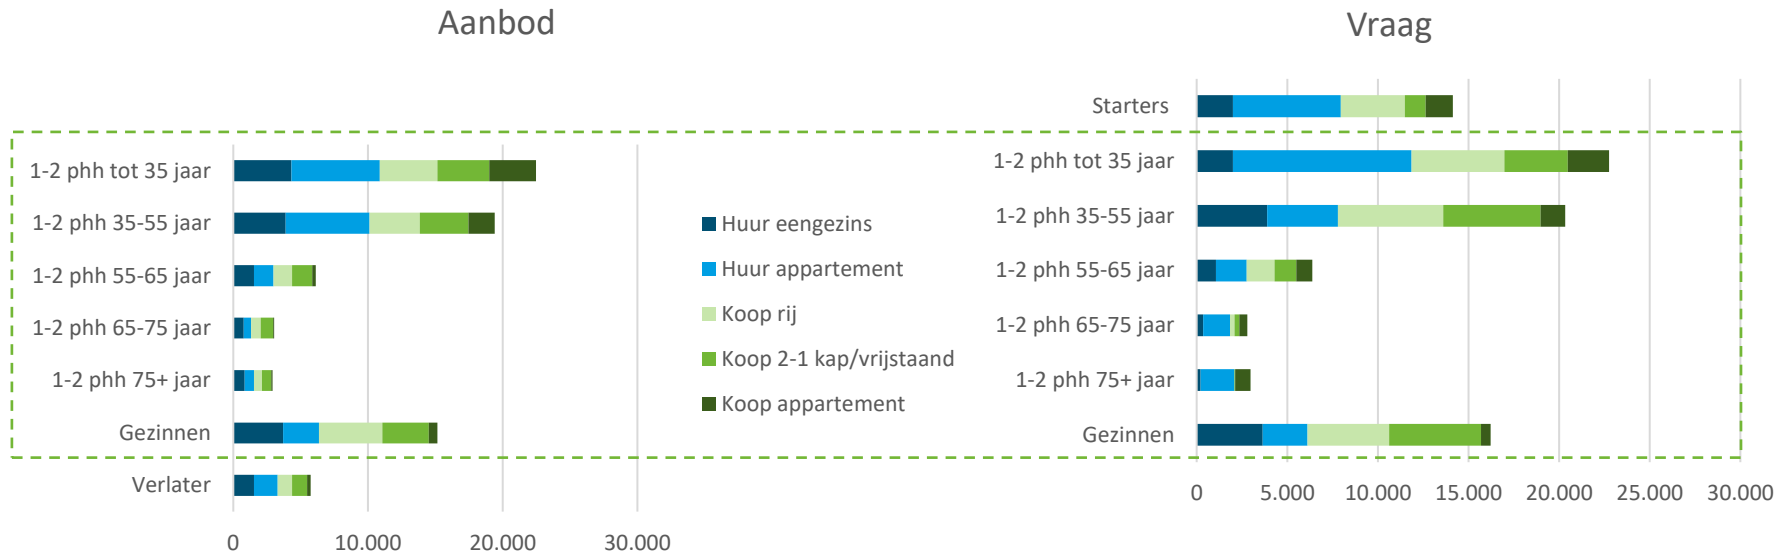 Aanbod
1-2 phh tot 35 jaar
1-2 phh 35-55 jaar
1-2 phh 55-65 jaar
1-2 phh 65-75 jaar
1-2 phh 75+ jaar
Gezinnen
Verlater
0 10.000 20.000 30.000
Huur eengezins
Huur appartement
Koop rij
Koop 2-1 kap/vrijstaand
Koop appartement
Vraag
Starters
1-2 phh tot 35 jaar
1-2 phh 35-55 jaar
1-2 phh 55-65 jaar
1-2 phh 65-75 jaar
1-2 phh 75+ jaar
Gezinnen
0 5.000 10.000 15.000 20.000 25.000 30.000